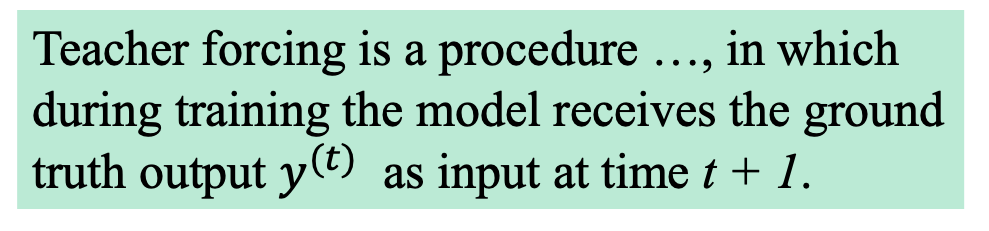 Teacher forcing is a procedure …, in which
during training the model receives the ground
truth output y^(t) as input at time t + 1.